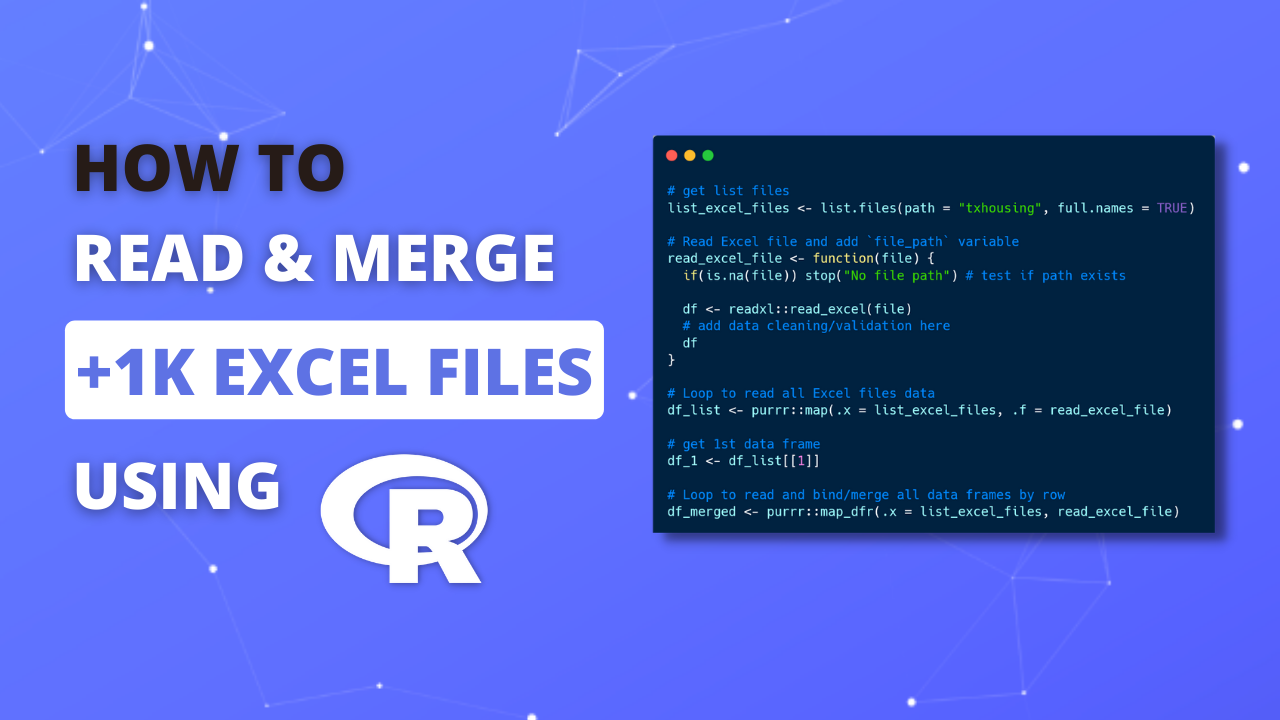 HOW TO
READ & MERGE
+1K EXCEL FILES
USING R
# get list files
list_excel_files <- list.files(path = "txhousing", full.names = TRUE)
# Read Excel file and add `file_path` variable
read_excel_file <- function(file) {
  if(is.na(file)) stop("No file path") # test if path exists
  df <- readxl::read_excel(file)
  # add data cleaning/validation here
  df
}
# Loop to read all Excel files data
df_list <- purrr::map(.x = list_excel_files, .f = read_excel_file)
# get 1st data frame
df_1 <- df_list[[1]]
# Loop to read and bind/merge all data frames by row
df_merged <- purrr::map_dfr(.x = list_excel_files, read_excel_file)